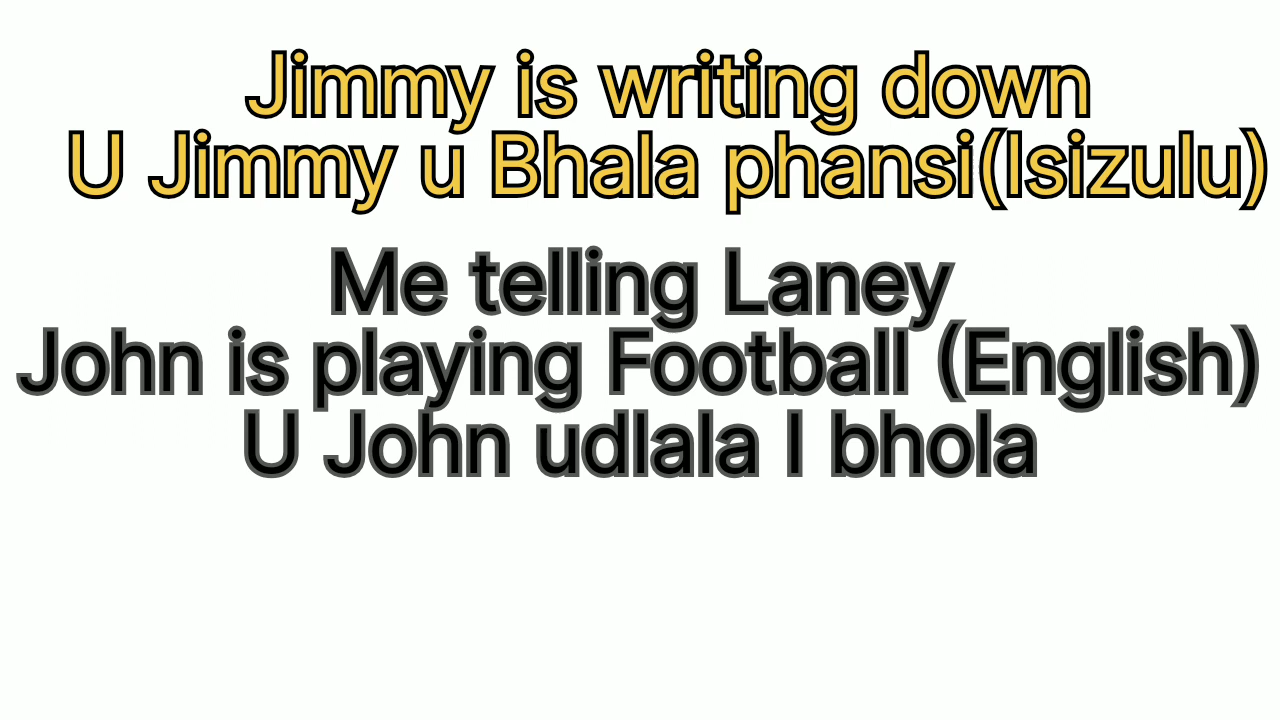 Jimmy is writing down
U Jimmy u Bhala phansi(Isizulu)
Me telling Laney
John is playing Football (English)
U John udlala I bhola